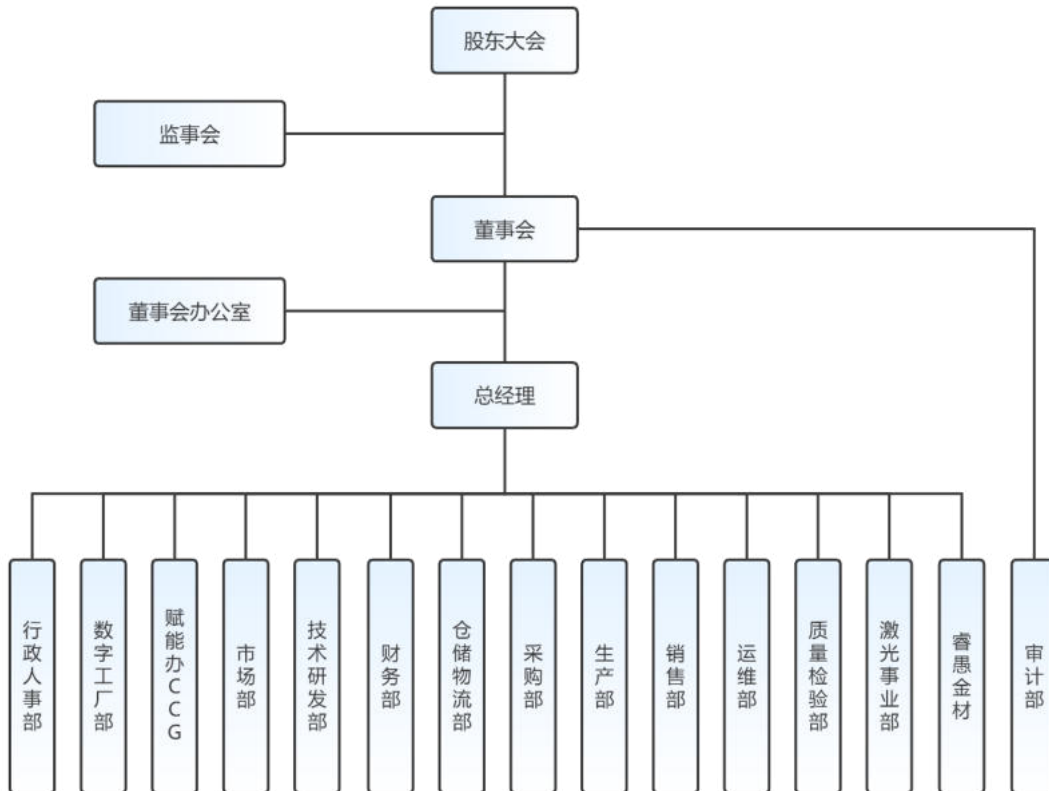 股东大会
监事会
董事会
董事会办公室
总经理
行政人事部
数字工厂部
赋能办CCG
市场部
技术研发部
财务部
仓储物流部
采购部
生产部
销售部
运维部
质量检验部
激光事业部
睿愚金材
审计部